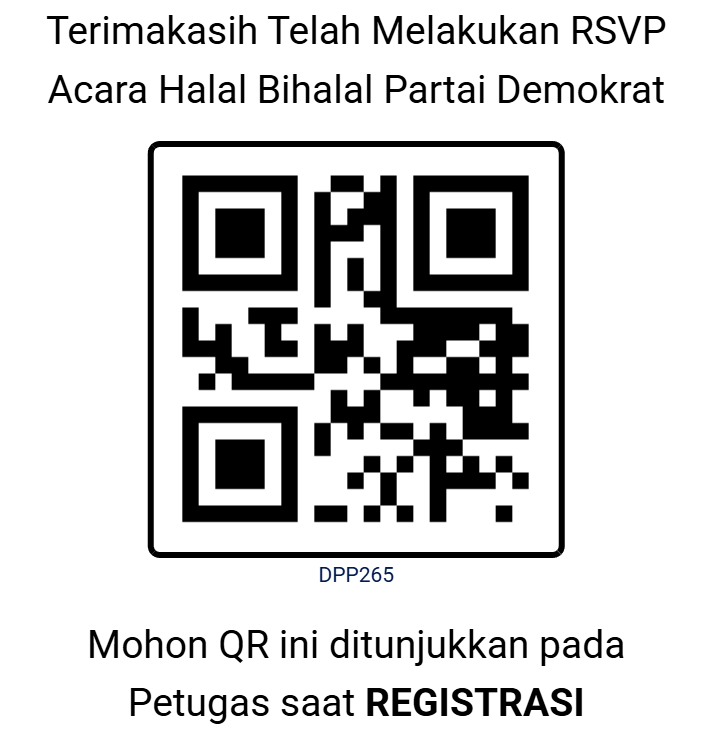 Terimakasih Telah Melakukan RSVP
Acara Halal Bihalal Partai Demokrat
DPP265
Mohon QR ini ditunjukkan pada
Petugas saat REGISTRASI